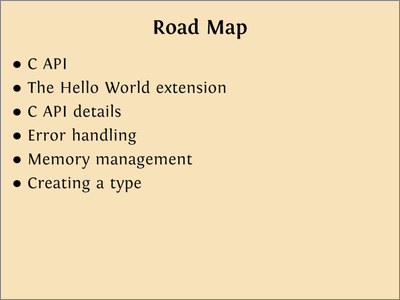 Road Map
• C API
• The Hello World extension
• C API details
• Error handling
• Memory management
• Creating a type